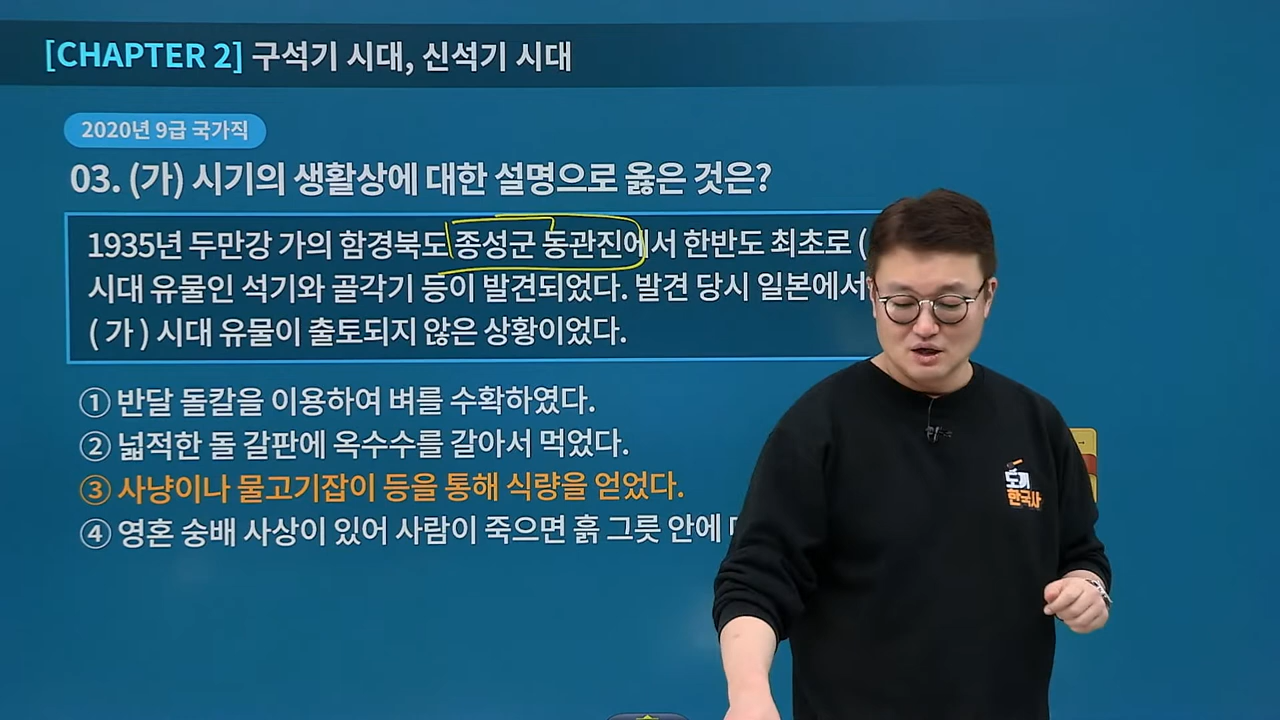 [CHAPTER 2] 구석기 시대, 신석기 시대
2020년 9급 국가직
03. (가) 시기의 생활상에 대한 설명으로 옳은 것은?
1935년 두만강 가의 함경북도 종성군 동관진에서 한반도 최초로 (
시대 유물인 석기와 골각기 등이 발견되었다. 발견 당시 일본에서
( 가 ) 시대 유물이 출토되지 않은 상황이었다.
① 반달 돌칼을 이용하여 벼를 수확하였다.
② 넓적한 돌 갈판에 옥수수를 갈아서 먹었다.
③ 사냥이나 물고기잡이 등을 통해 식량을 얻었다.
④ 영혼 숭배 사상이 있어 사람이 죽으면 흙 그릇 안에
도끼
한국사